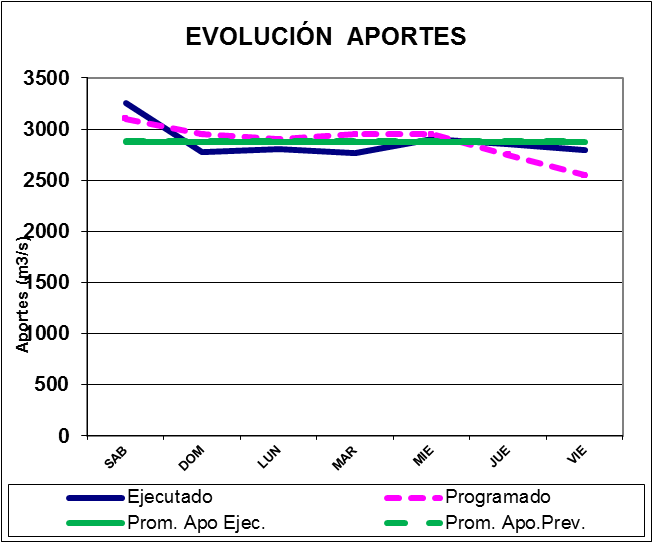 EVOLUCIÓN APORTES
3500
3000
2500
2000
1500
1000
500
0
Aportes (m3/s)
SAB DOM LUN MAR MIE JUE VIE
Ejecutado Programado
Prom. Apo Ejec. Prom. Apo.Prev.